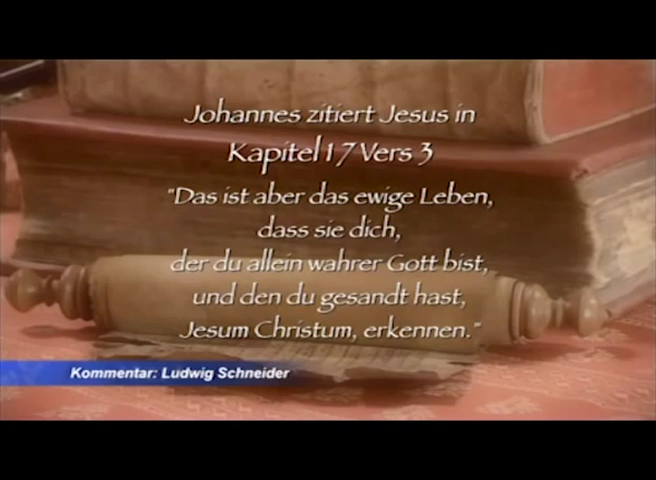 Johannes zitiert Jesus in
Kapitel 17 Vers 3
"Das ist aber das ewige Leben,
dass sie dich,
der du allein wahrer Gott bist,
und den du gesandt hast,
Jesum Christum, erkennen."
Kommentar: Ludwig Schneider